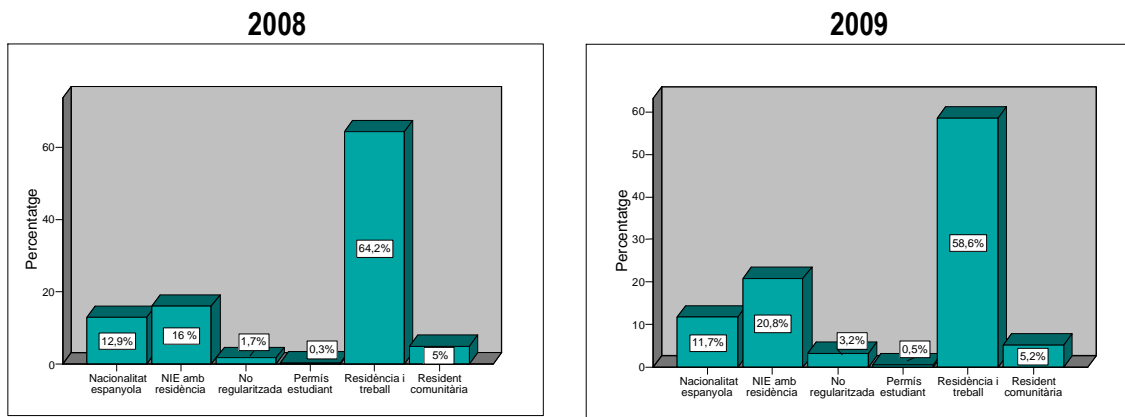 2008
Percentatge
60
40
20
0
12,9%
16 %
1,7%
0,3%
64,2%
5%
Nacionalitat
espanyola
NIE amb
residència
No
regularitzada
Permís
estudiant
Residència i
treball
Resident
comunitària
2009
Percentatge
60
50
40
30
20
10
0
11,7%
20,8%
3,2%
0,5%
58,6%
5,2%
Nacionalitat
espanyola
NIE amb
residència
No
regularitzada
Permís
estudiant
Residència i
treball
Resident
comunitària